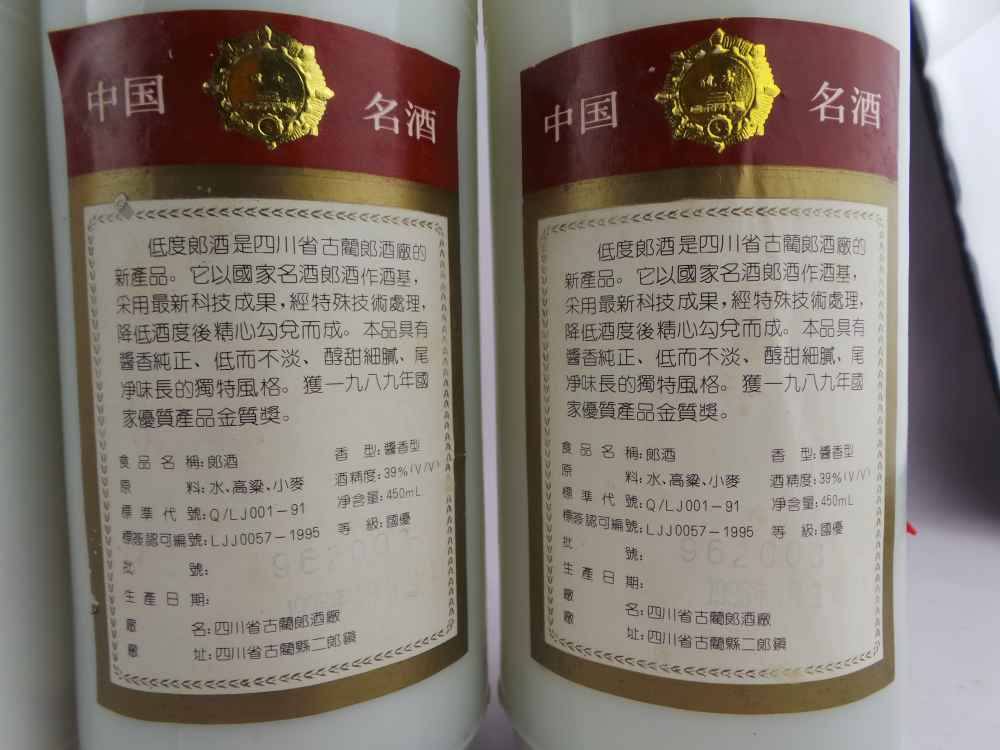 中国 名酒
低度郎酒是四川省古藺郎酒廠的
新產品。它以國家名酒郎酒作酒基，
采用最新科技成果，經特殊技術處理，
降低酒度後精心勾兌而成。本品具有
醬香純正、低而不淡、醇甜細膩、尾
凈味長的獨特風格。獲一九八九年國
家優質產品金質獎。
食品名稱:郎酒 香型:醬香型
原料:水、高粱、小麥 酒精度:39%(V/V)
標準代號:Q/LJ001-91 凈含量:450mL
標簽認可編號:LJJ0057-1995 等級:國優
批號:
生產日期:
廠名:四川省古藺郎酒廠
廠址:四川省古藺縣二郎鎮
中国 名酒
低度郎酒是四川省古藺郎酒廠的
新產品。它以國家名酒郎酒作酒基，
采用最新科技成果，經特殊技術處理，
降低酒度後精心勾兌而成。本品具有
醬香純正、低而不淡、醇甜細膩、尾
凈味長的獨特風格。獲一九八九年國
家優質產品金質獎。
食品名稱:郎酒 香型:醬香型
原料:水、高粱、小麥 酒精度:39%(V/V)
標準代號:Q/LJ001-91 凈含量:450mL
標簽認可編號:LJJ0057-1995 等級:國優
批號:
生產日期:
廠名:四川省古藺郎酒廠
廠址:四川省古藺縣二郎鎮